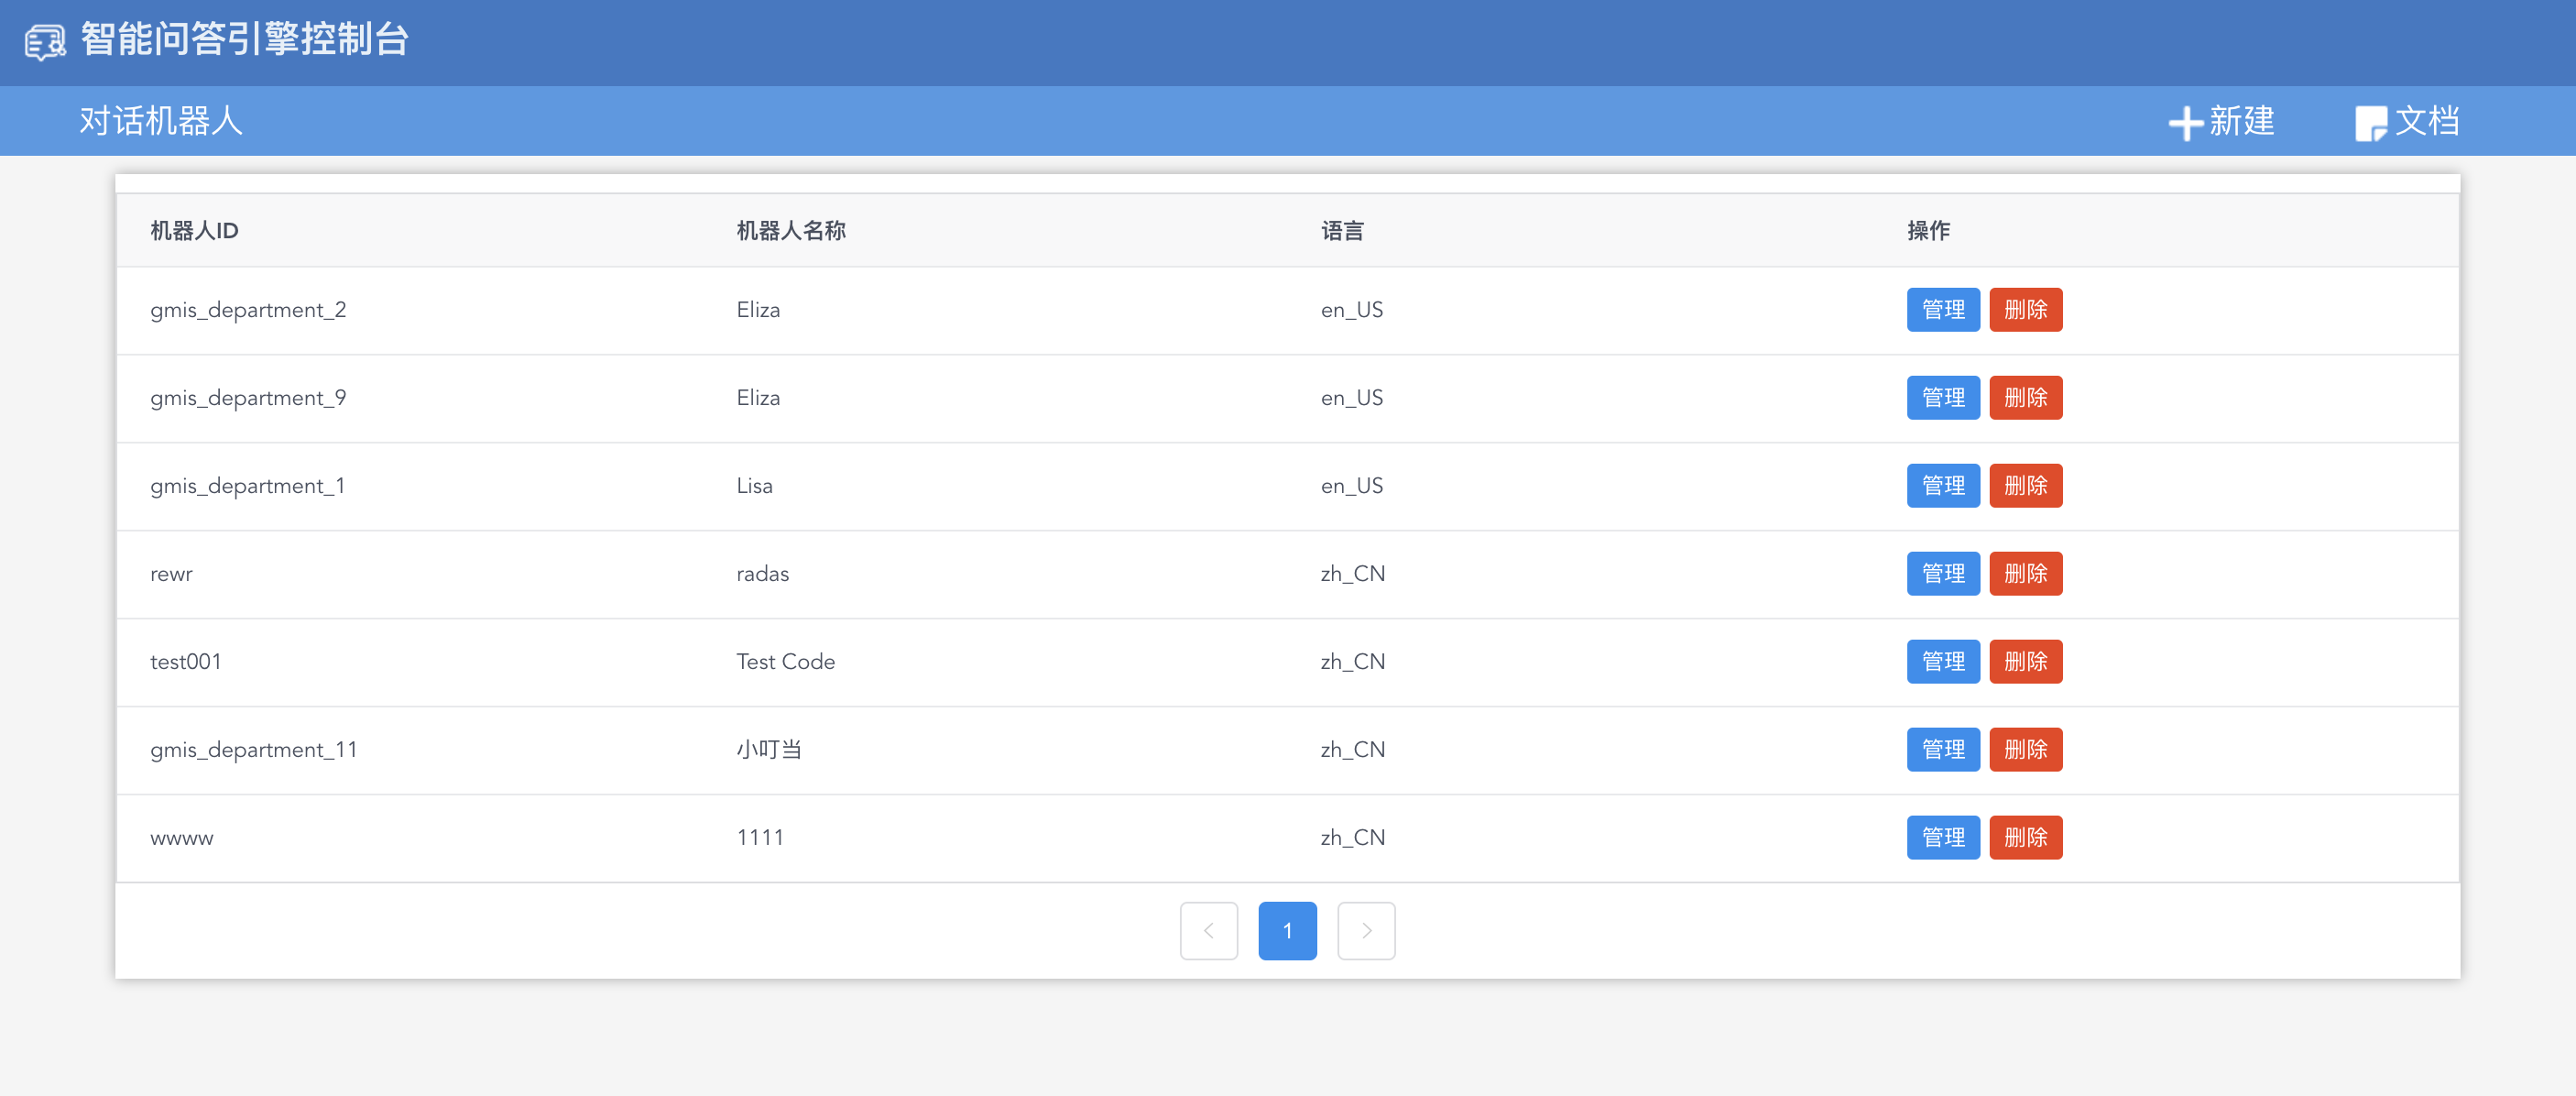 智能问答引擎控制台
对话机器人 新建 文档
机器人ID 机器人名称 语言 操作
gmis_department_2 Eliza en_US 管理 删除
gmis_department_9 Eliza en_US 管理 删除
gmis_department_1 Lisa en_US 管理 删除
rewr radas zh_CN 管理 删除
test001 Test Code zh_CN 管理 删除
gmis_department_11 小叮当 zh_CN 管理 删除
wwww 1111 zh_CN 管理 删除
1